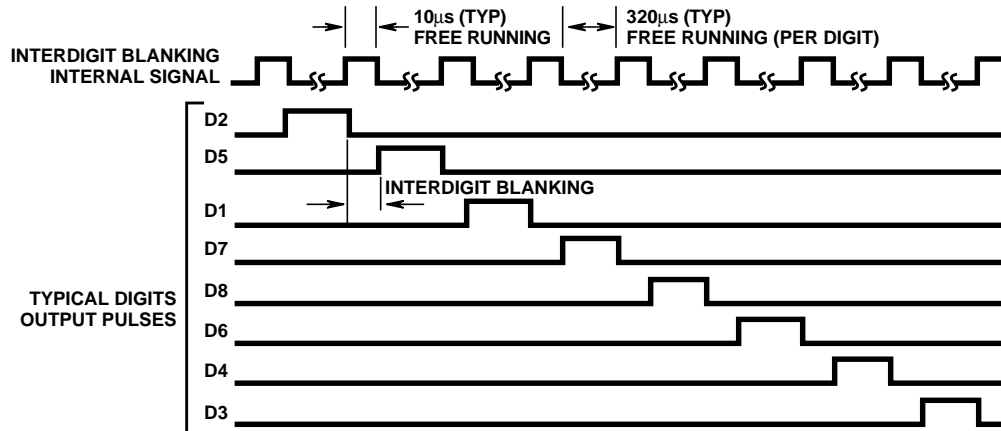 10μs (TYP)
FREE RUNNING
320μs (TYP)
FREE RUNNING (PER DIGIT)
INTERDIGIT BLANKING
INTERNAL SIGNAL
D2
D5
INTERDIGIT BLANKING
D1
D7
D8
TYPICAL DIGITS
OUTPUT PULSES
D6
D4
D3